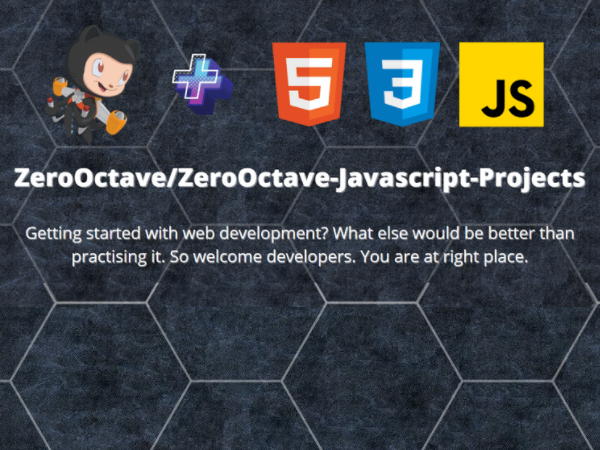 5 3 JS
ZeroOctave/ZeroOctave-Javascript-Projects
Getting started with web development? What else would be better than
practising it. So welcome developers. You are at right place.